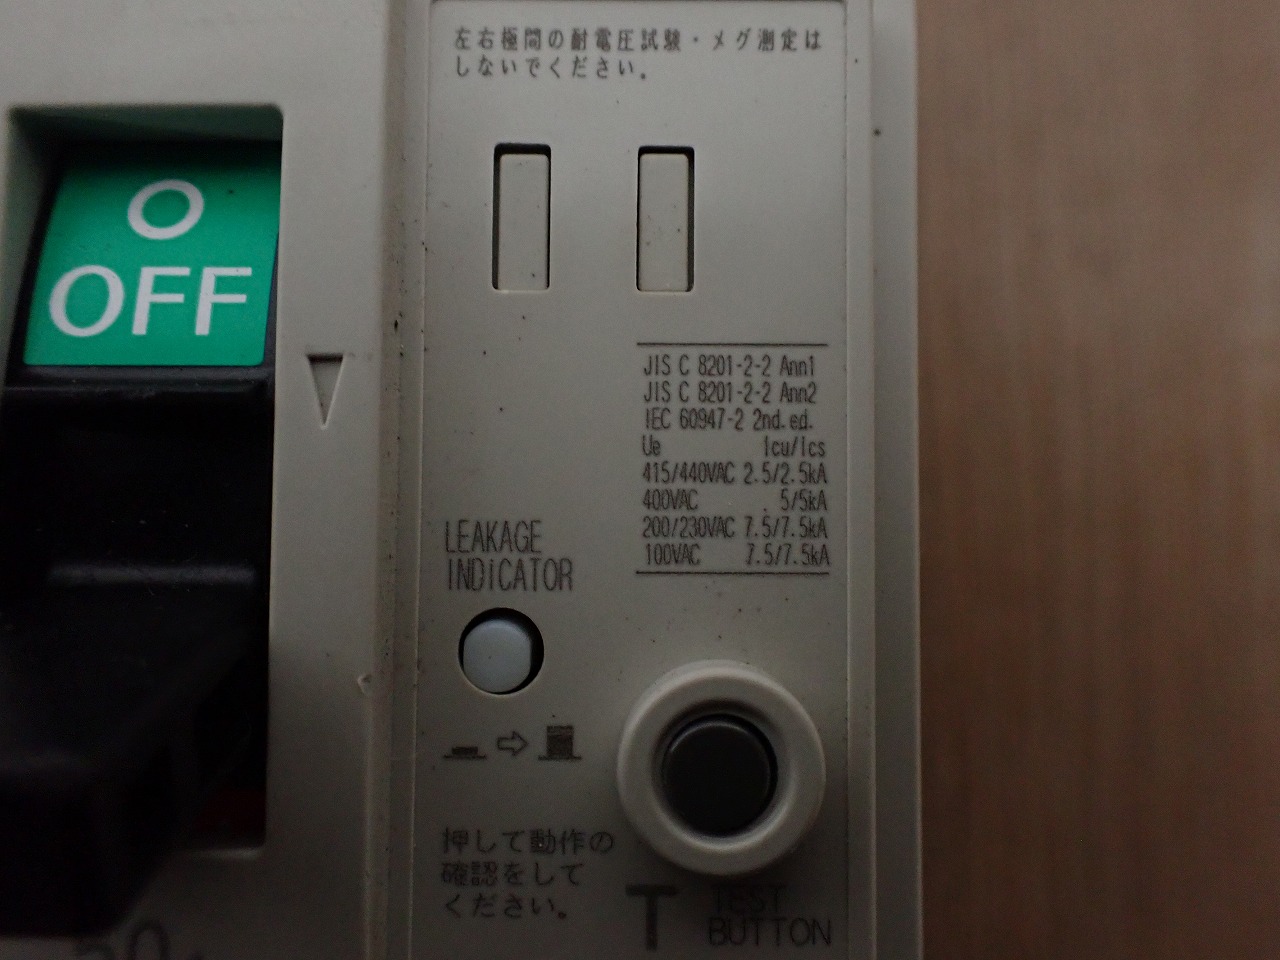 左右極間の耐電圧試験・メグ測定は
しないでください。
O
OFF
JIS C 8201-2-2 Ann1
JIS C 8201-2-2 Ann2
IEC 60947-2 2nd.ed.
Ue Icu/Ics
415/440VAC 2.5/2.5kA
400VAC 5/5kA
200/230VAC 7.5/7.5kA
100VAC 7.5/7.5kA
LEAKAGE
INDiCATOR
押して動作の
確認をして
ください。
T TEST
BUTTON